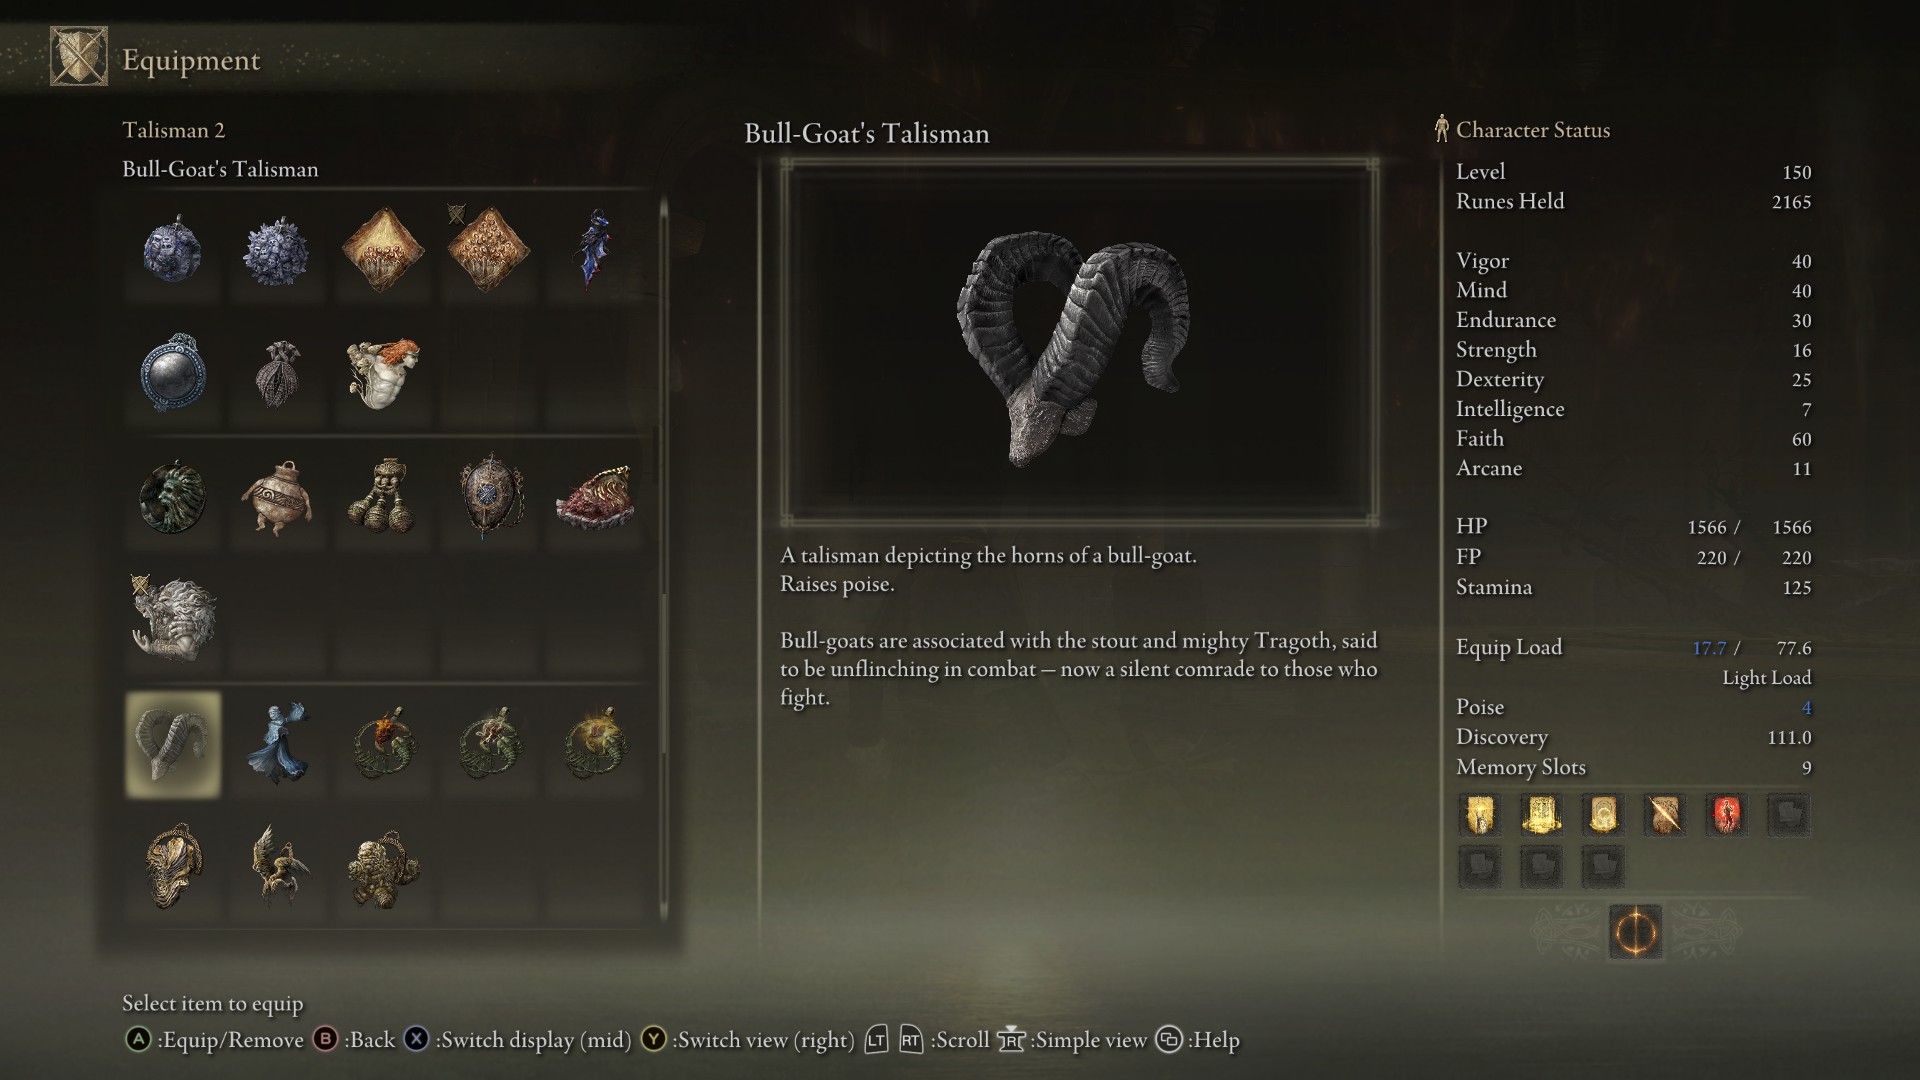 Equipment
Talisman 2
Bull-Goat's Talisman
Bull-Goat's Talisman
A talisman depicting the horns of a bull-goat.
Raises poise.
Bull-goats are associated with the stout and mighty Tragoth, said
to be unflinching in combat – now a silent comrade to those who
fight.
Character Status
Level 150
Runes Held 2165
Vigor 40
Mind 40
Endurance 30
Strength 16
Dexterity 25
Intelligence 7
Faith 60
Arcane 11
HP 1566 / 1566
FP 220 / 220
Stamina 125
Equip Load 17.7 / 77.6
Light Load
Poise 4
Discovery 111.0
Memory Slots 9
Select item to equip
A :Equip/Remove B :Back X :Switch display (mid) Y :Switch view (right) LT RT :Scroll R :Simple view :Help